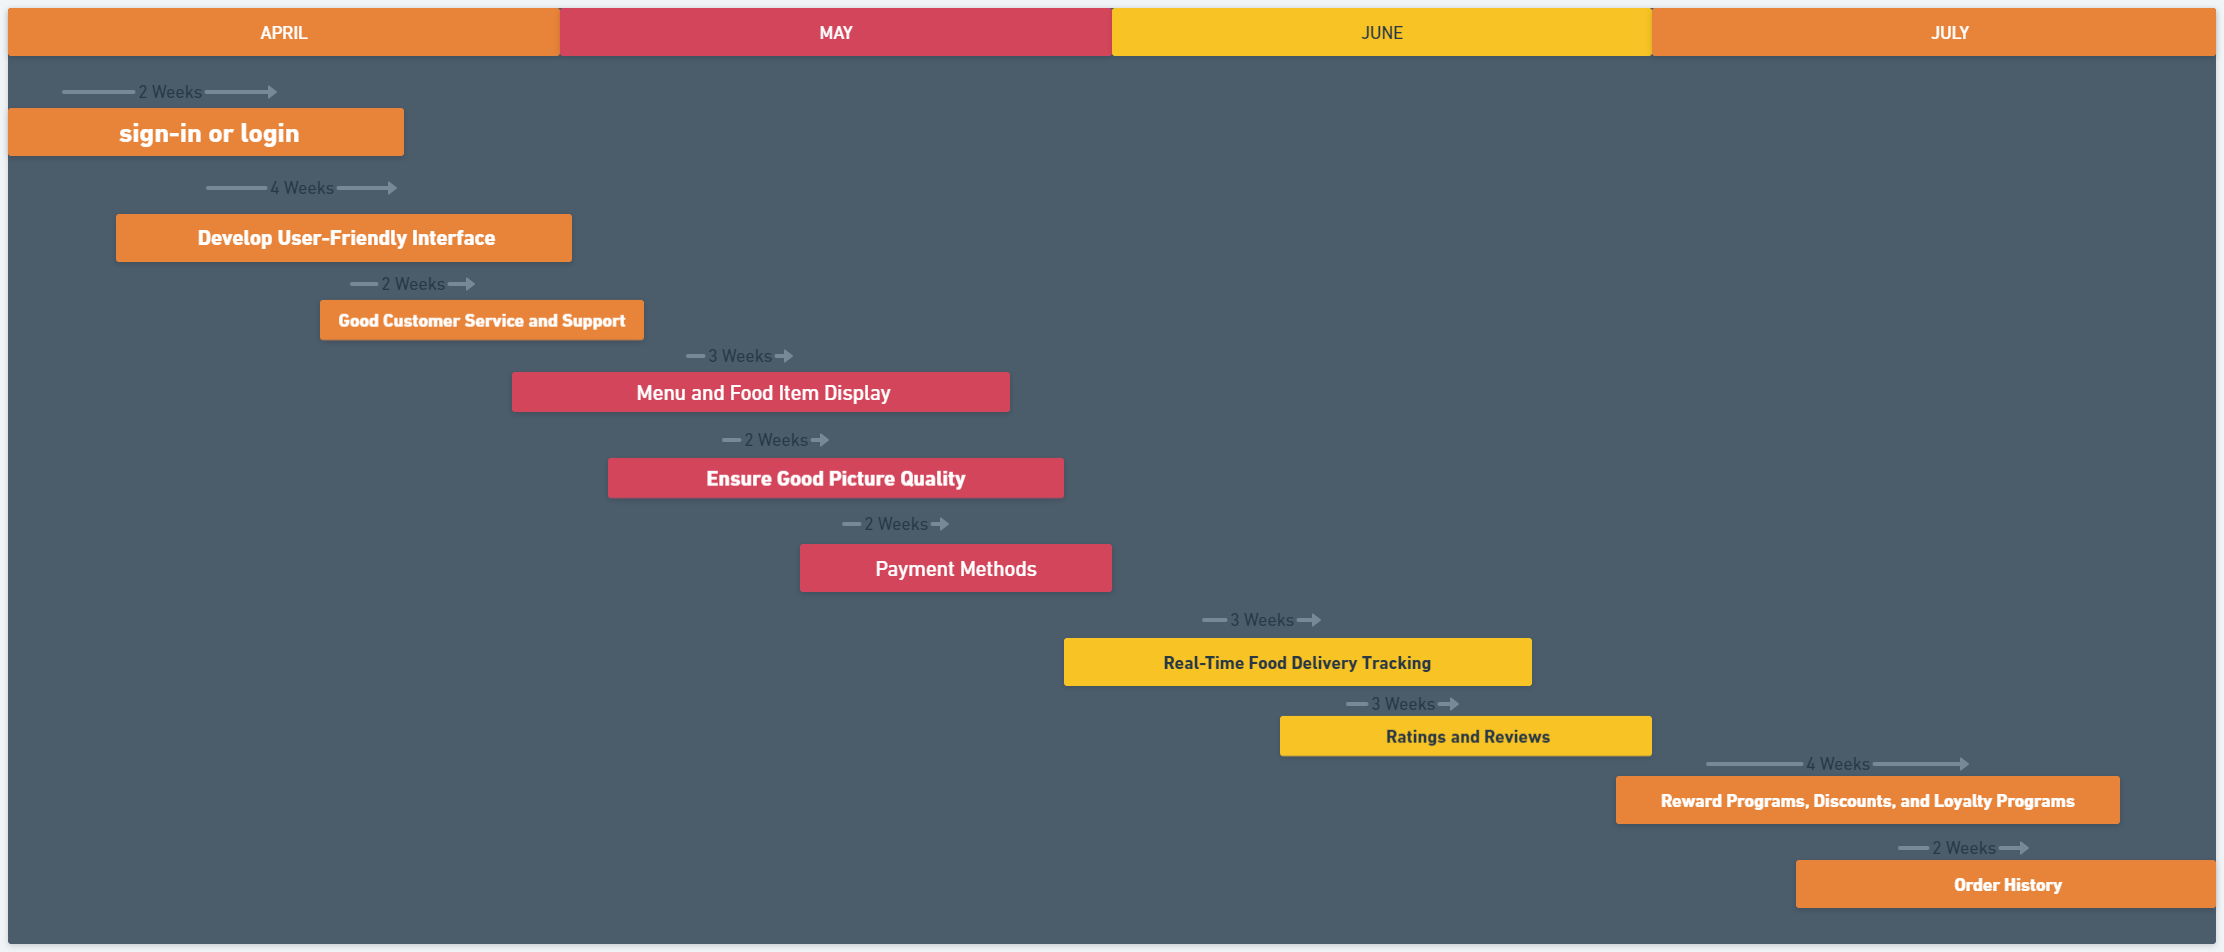 APRIL
MAY
JUNE
JULY
2 Weeks
sign-in or login
4 Weeks
Develop User-Friendly Interface
2 Weeks
Good Customer Service and Support
3 Weeks
Menu and Food Item Display
2 Weeks
Ensure Good Picture Quality
2 Weeks
Payment Methods
3 Weeks
Real-Time Food Delivery Tracking
3 Weeks
Ratings and Reviews
4 Weeks
Reward Programs, Discounts, and Loyalty Programs
2 Weeks
Order History